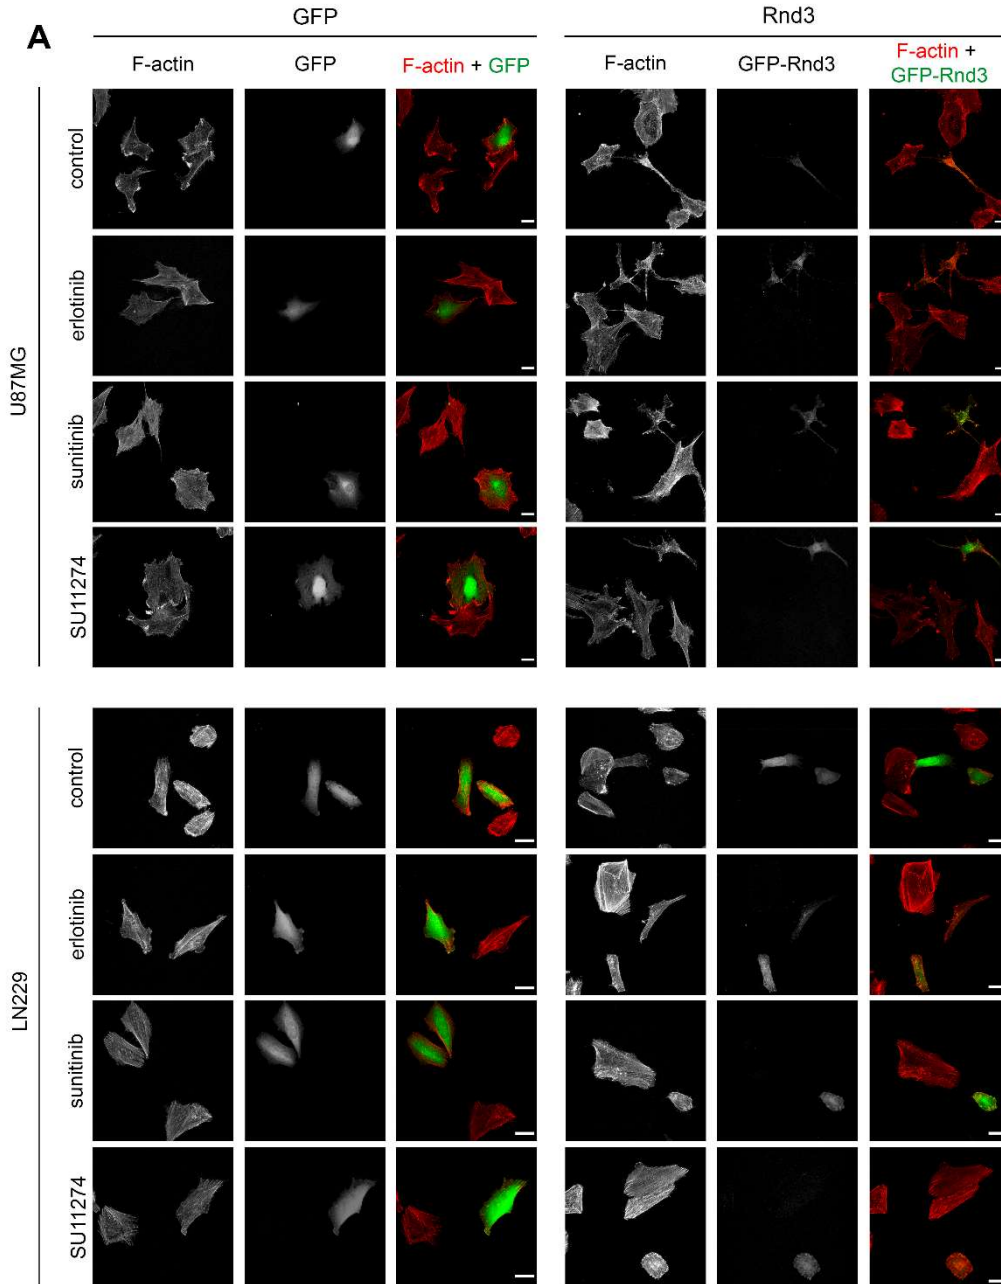 A
GFP
Rnd3
F-actin
GFP
F-actin + GFP
F-actin
GFP-Rnd3
F-actin +
GFP-Rnd3
U87MG
control
erlotinib
sunitinib
SU11274
LN229
control
erlotinib
sunitinib
SU11274